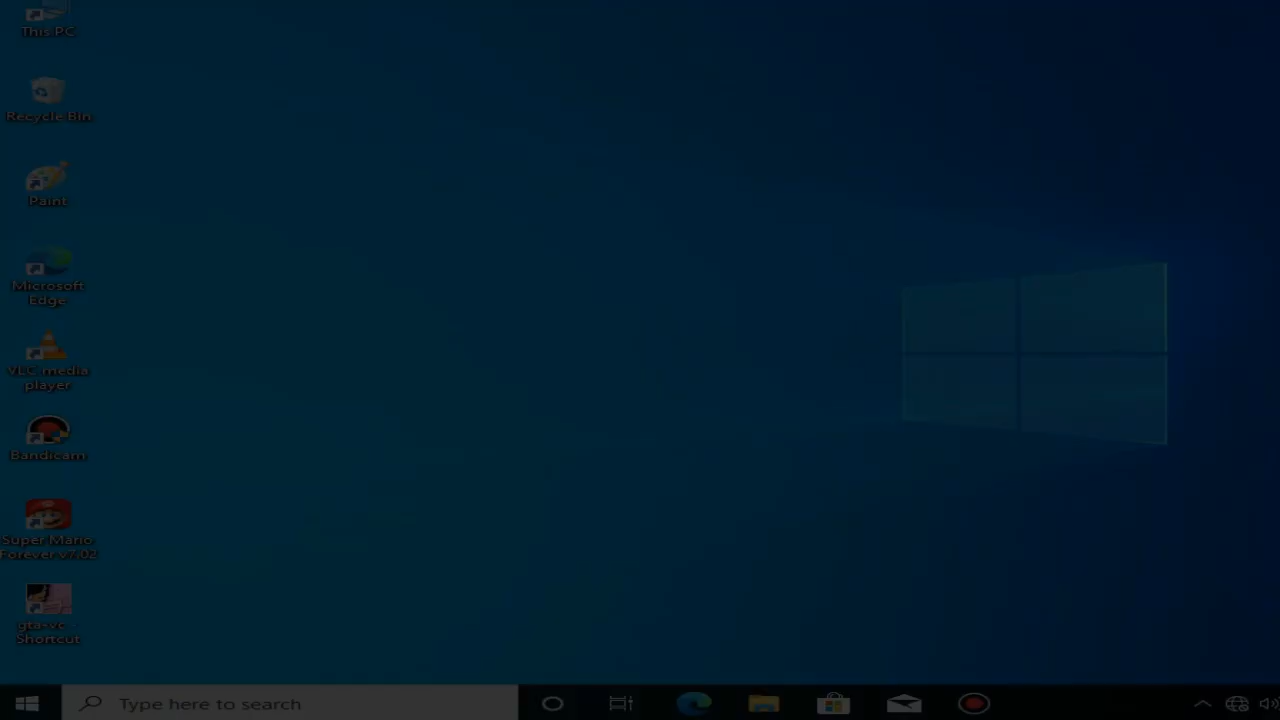 This PC
Recycle Bin
Paint
Microsoft
Edge
VLC media
player
Bandicam
Super Mario
Forever v7.02
gta-vc -
Shortcut
Type here to search